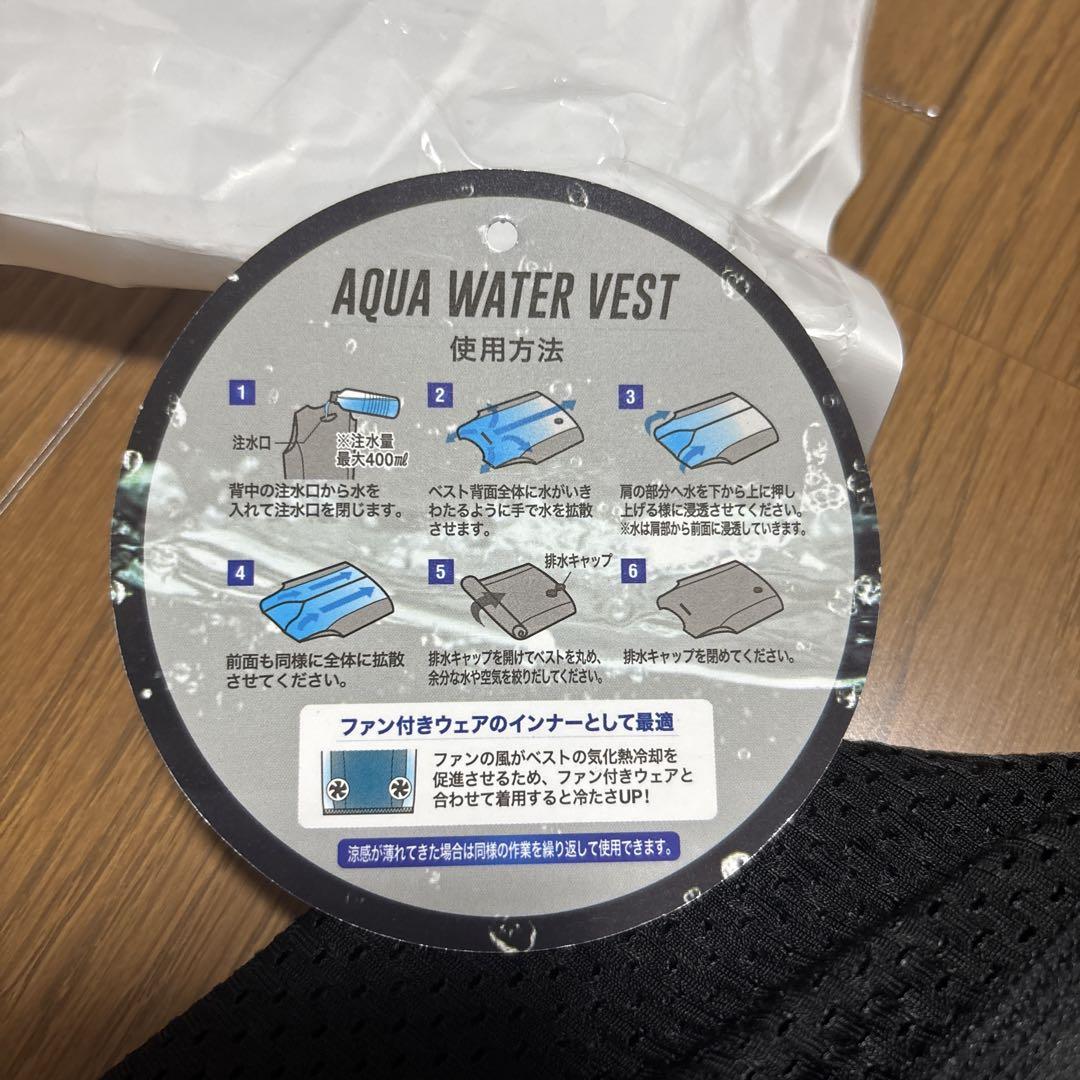 AQUA WATER VEST
使用方法
1
注水口
※注水量
最大400㎖
背中の注水口から水を
入れて注水口を閉じます。
2
ベスト背面全体に水がいき
わたるように手で水を拡散
させます。
3
肩の部分へ水を下から上に押し
上げる様に浸透させてください。
※水は肩部から前面に浸透していきます。
4
前面も同様に全体に拡散
させてください。
5
排水キャップ
排水キャップを開けてベストを丸め、
余分な水や空気を絞りだしてください。
6
排水キャップを閉めてください。
ファン付きウェアのインナーとして最適
ファンの風がベストの気化熱冷却を
促進させるため、ファン付きウェアと
合わせて着用すると冷たさUP!
涼感が薄れてきた場合は同様の作業を繰り返して使用できます。